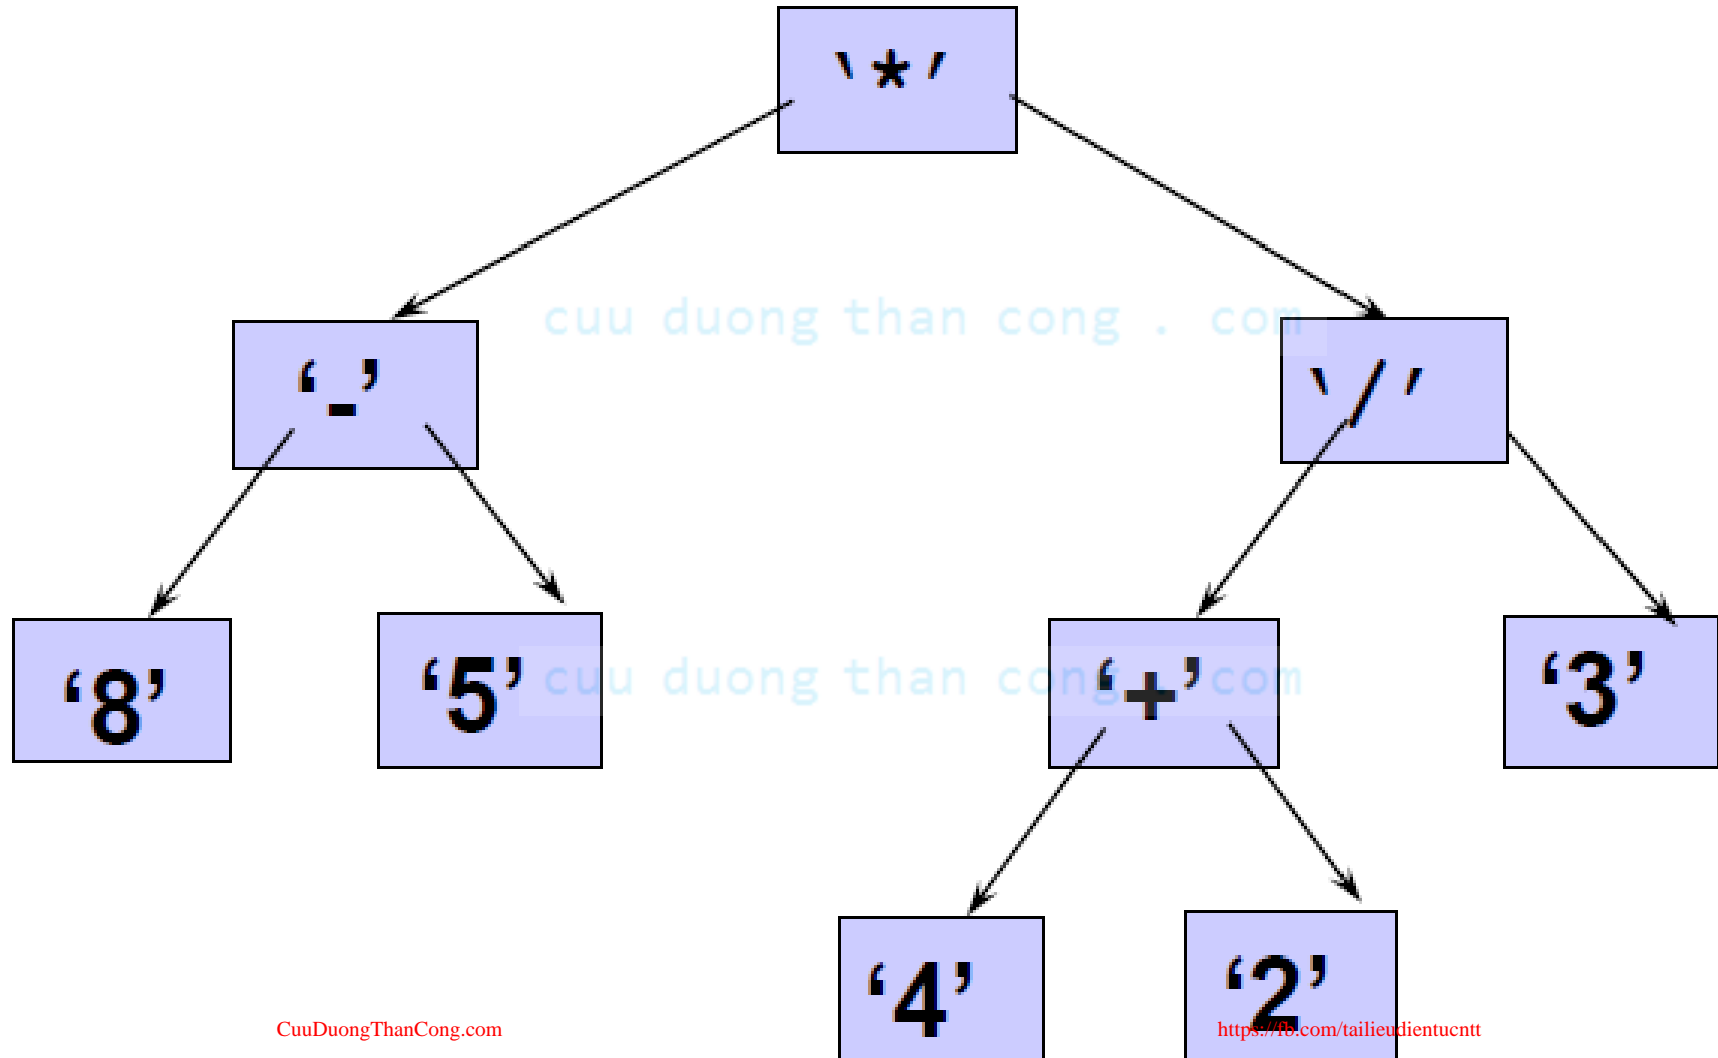 ‵*′
cuu duong than cong . com
‘-’
‵/′
‘8’
‘5’
cuu duong than cong . com
‘+’
‘3’
‘4’
‘2’
CuuDuongThanCong.com
https://fb.com/tailieudientucntt